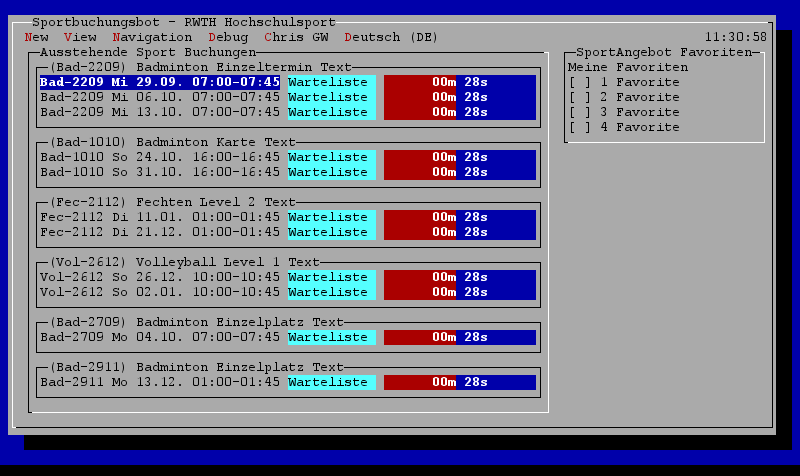 Sportbuchungsbot - RWTH Hochschulsport
New View Navigation Debug Chris GW Deutsch (DE) 11:30:58
Ausstehende Sport Buchungen
(Bad-2209) Badminton Einzeltermin Text
Bad-2209 Mi 29.09. 07:00-07:45 Warteliste 00m 28s
Bad-2209 Mi 06.10. 07:00-07:45 Warteliste 00m 28s
Bad-2209 Mi 13.10. 07:00-07:45 Warteliste 00m 28s
(Bad-1010) Badminton Karte Text
Bad-1010 So 24.10. 16:00-16:45 Warteliste 00m 28s
Bad-1010 So 31.10. 16:00-16:45 Warteliste 00m 28s
(Fec-2112) Fechten Level 2 Text
Fec-2112 Di 11.01. 01:00-01:45 Warteliste 00m 28s
Fec-2112 Di 21.12. 01:00-01:45 Warteliste 00m 28s
(Vol-2612) Volleyball Level 1 Text
Vol-2612 So 26.12. 10:00-10:45 Warteliste 00m 28s
Vol-2612 So 02.01. 10:00-10:45 Warteliste 00m 28s
(Bad-2709) Badminton Einzelplatz Text
Bad-2709 Mo 04.10. 07:00-07:45 Warteliste 00m 28s
(Bad-2911) Badminton Einzelplatz Text
Bad-2911 Mo 13.12. 01:00-01:45 Warteliste 00m 28s
SportAngebot Favoriten
Meine Favoriten
[ ] 1 Favorite
[ ] 2 Favorite
[ ] 3 Favorite
[ ] 4 Favorite